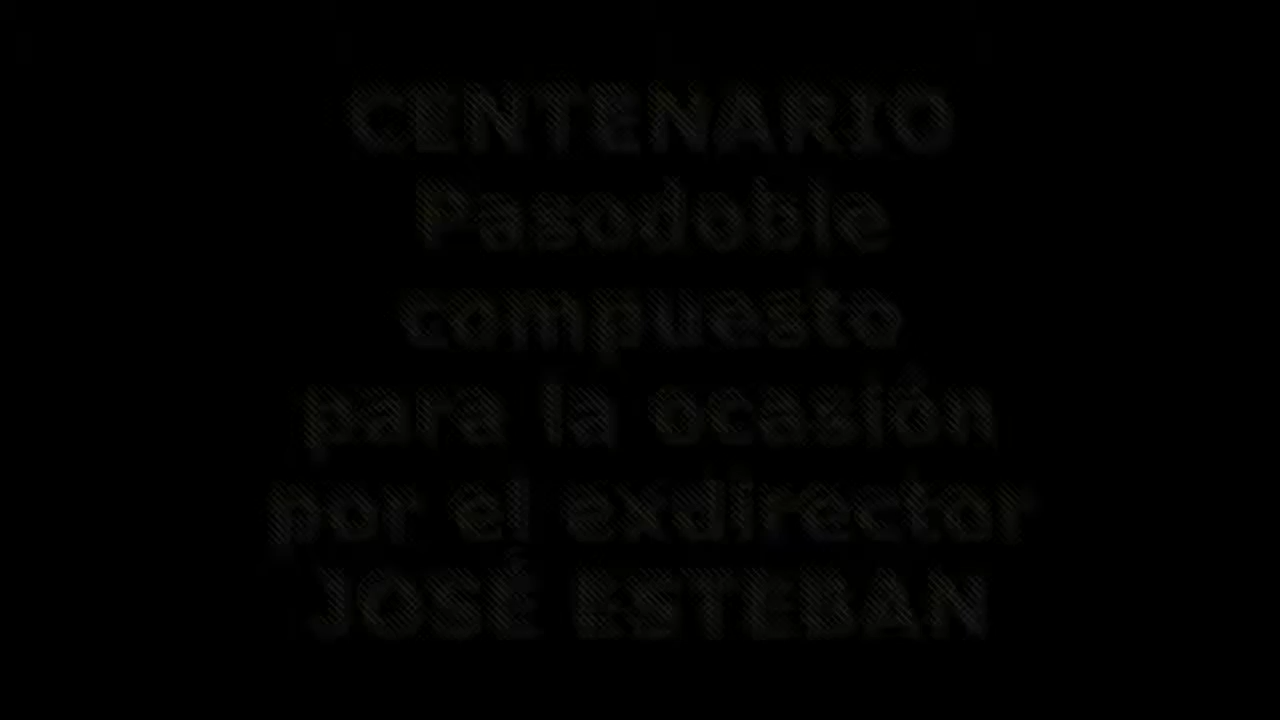 CENTENARIO
Pasodoble
compuesto
para la ocasión
por el exdirector
JOSÉ ESTEBAN